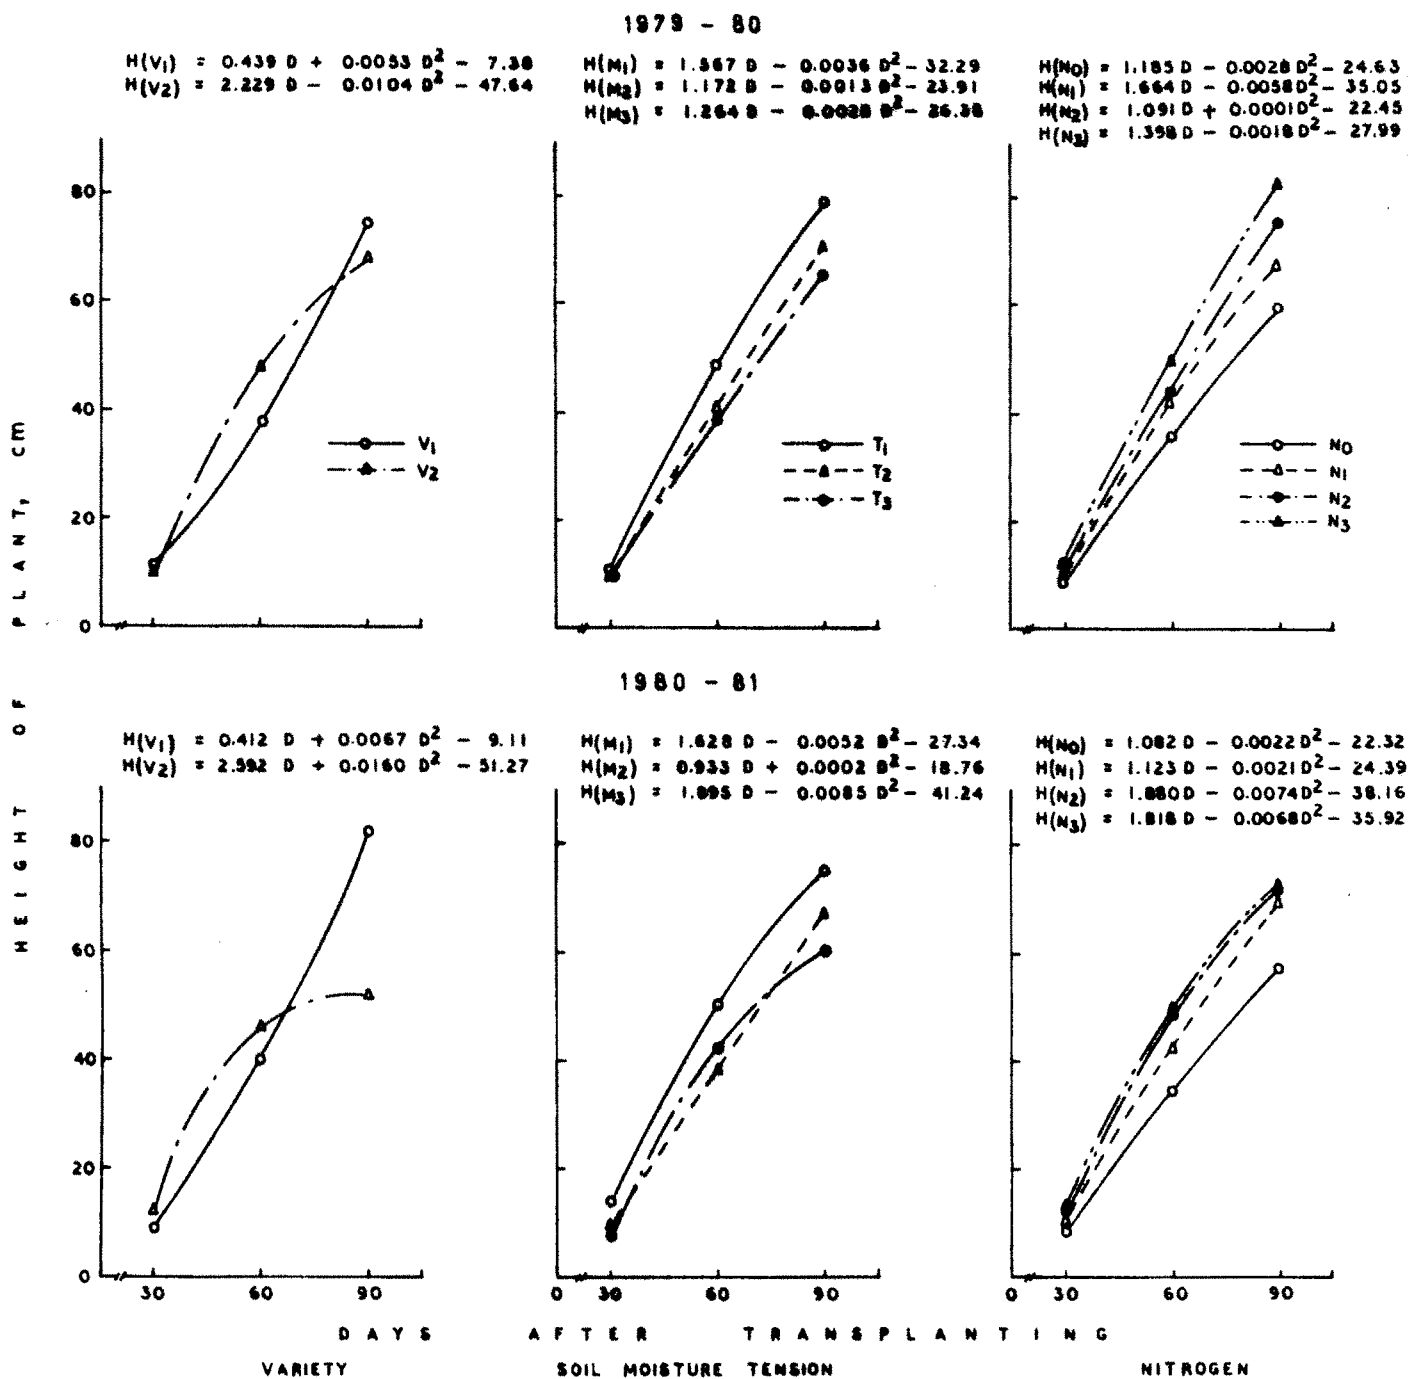 1979 - 80
H(V1) = 0.439 D + 0.0053 D² - 7.38
H(V2) = 2.229 D - 0.0104 D² - 47.64
H(M1) = 1.567 D - 0.0036 D² - 32.29
H(M2) = 1.172 D - 0.0013 D² - 23.91
H(M3) = 1.264 D - 0.0028 D² - 26.38
H(N0) = 1.185 D - 0.0028 D² - 24.63
H(N1) = 1.664 D - 0.0058 D² - 35.05
H(N2) = 1.091 D + 0.0001 D² - 22.45
H(N3) = 1.398 D - 0.0018 D² - 27.99
80
60
40
20
0
V1
V2
T1
T2
T3
N0
N1
N2
N3
HEIGHT OF PLANT, cm
1980 - 81
H(V1) = 0.412 D + 0.0067 D² - 9.11
H(V2) = 2.592 D + 0.0160 D² - 51.27
H(M1) = 1.628 D - 0.0052 D² - 27.34
H(M2) = 0.933 D + 0.0002 D² - 18.76
H(M3) = 1.895 D - 0.0085 D² - 41.24
H(N0) = 1.082 D - 0.0022 D² - 22.32
H(N1) = 1.123 D - 0.0021 D² - 24.39
H(N2) = 1.880 D - 0.0074 D² - 38.16
H(N3) = 1.818 D - 0.0068 D² - 35.92
80
60
40
20
0
30 60 90
0 30 60 90
0 30 60 90
DAYS AFTER TRANSPLANTING
VARIETY
SOIL MOISTURE TENSION
NITROGEN